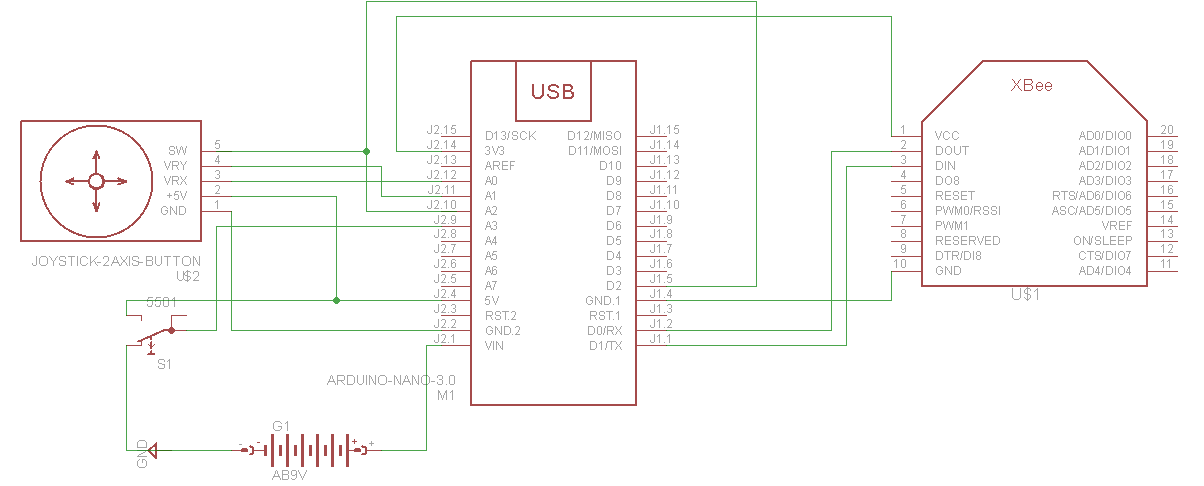 USB
XBee
J2.15
D13/SCK
D12/MISO
J1.15
J2.14
3V3
D11/MOSI
J1.14
J2.13
AREF
D10
J1.13
J2.12
A0
D9
J1.12
J2.11
A1
D8
J1.11
J2.10
A2
D7
J1.10
J2.9
A3
D6
J1.9
J2.8
A4
D5
J1.8
J2.7
A5
D4
J1.7
J2.6
A6
D3
J1.6
J2.5
A7
D2
J1.5
J2.4
5V
GND.1
J1.4
J2.3
RST.2
RST.1
J1.3
J2.2
GND.2
D0/RX
J1.2
J2.1
VIN
D1/TX
J1.1
ARDUINO-NANO-3.0
M1
SW 5
VRY 4
VRX 3
+5V 2
GND 1
JOYSTICK-2AXIS-BUTTON
U$2
5501
S1
GND
G1
- -
+ +
AB9V
1 VCC
AD0/DIO0 20
2 DOUT
AD1/DIO1 19
3 DIN
AD2/DIO2 18
4 DO8
AD3/DIO3 17
5 RESET
RTS/AD6/DIO6 16
6 PWM0/RSSI
ASC/AD5/DIO5 15
7 PWM1
VREF 14
8 RESERVED
ON/SLEEP 13
9 DTR/DI8
CTS/DIO7 12
10 GND
AD4/DIO4 11
U$1